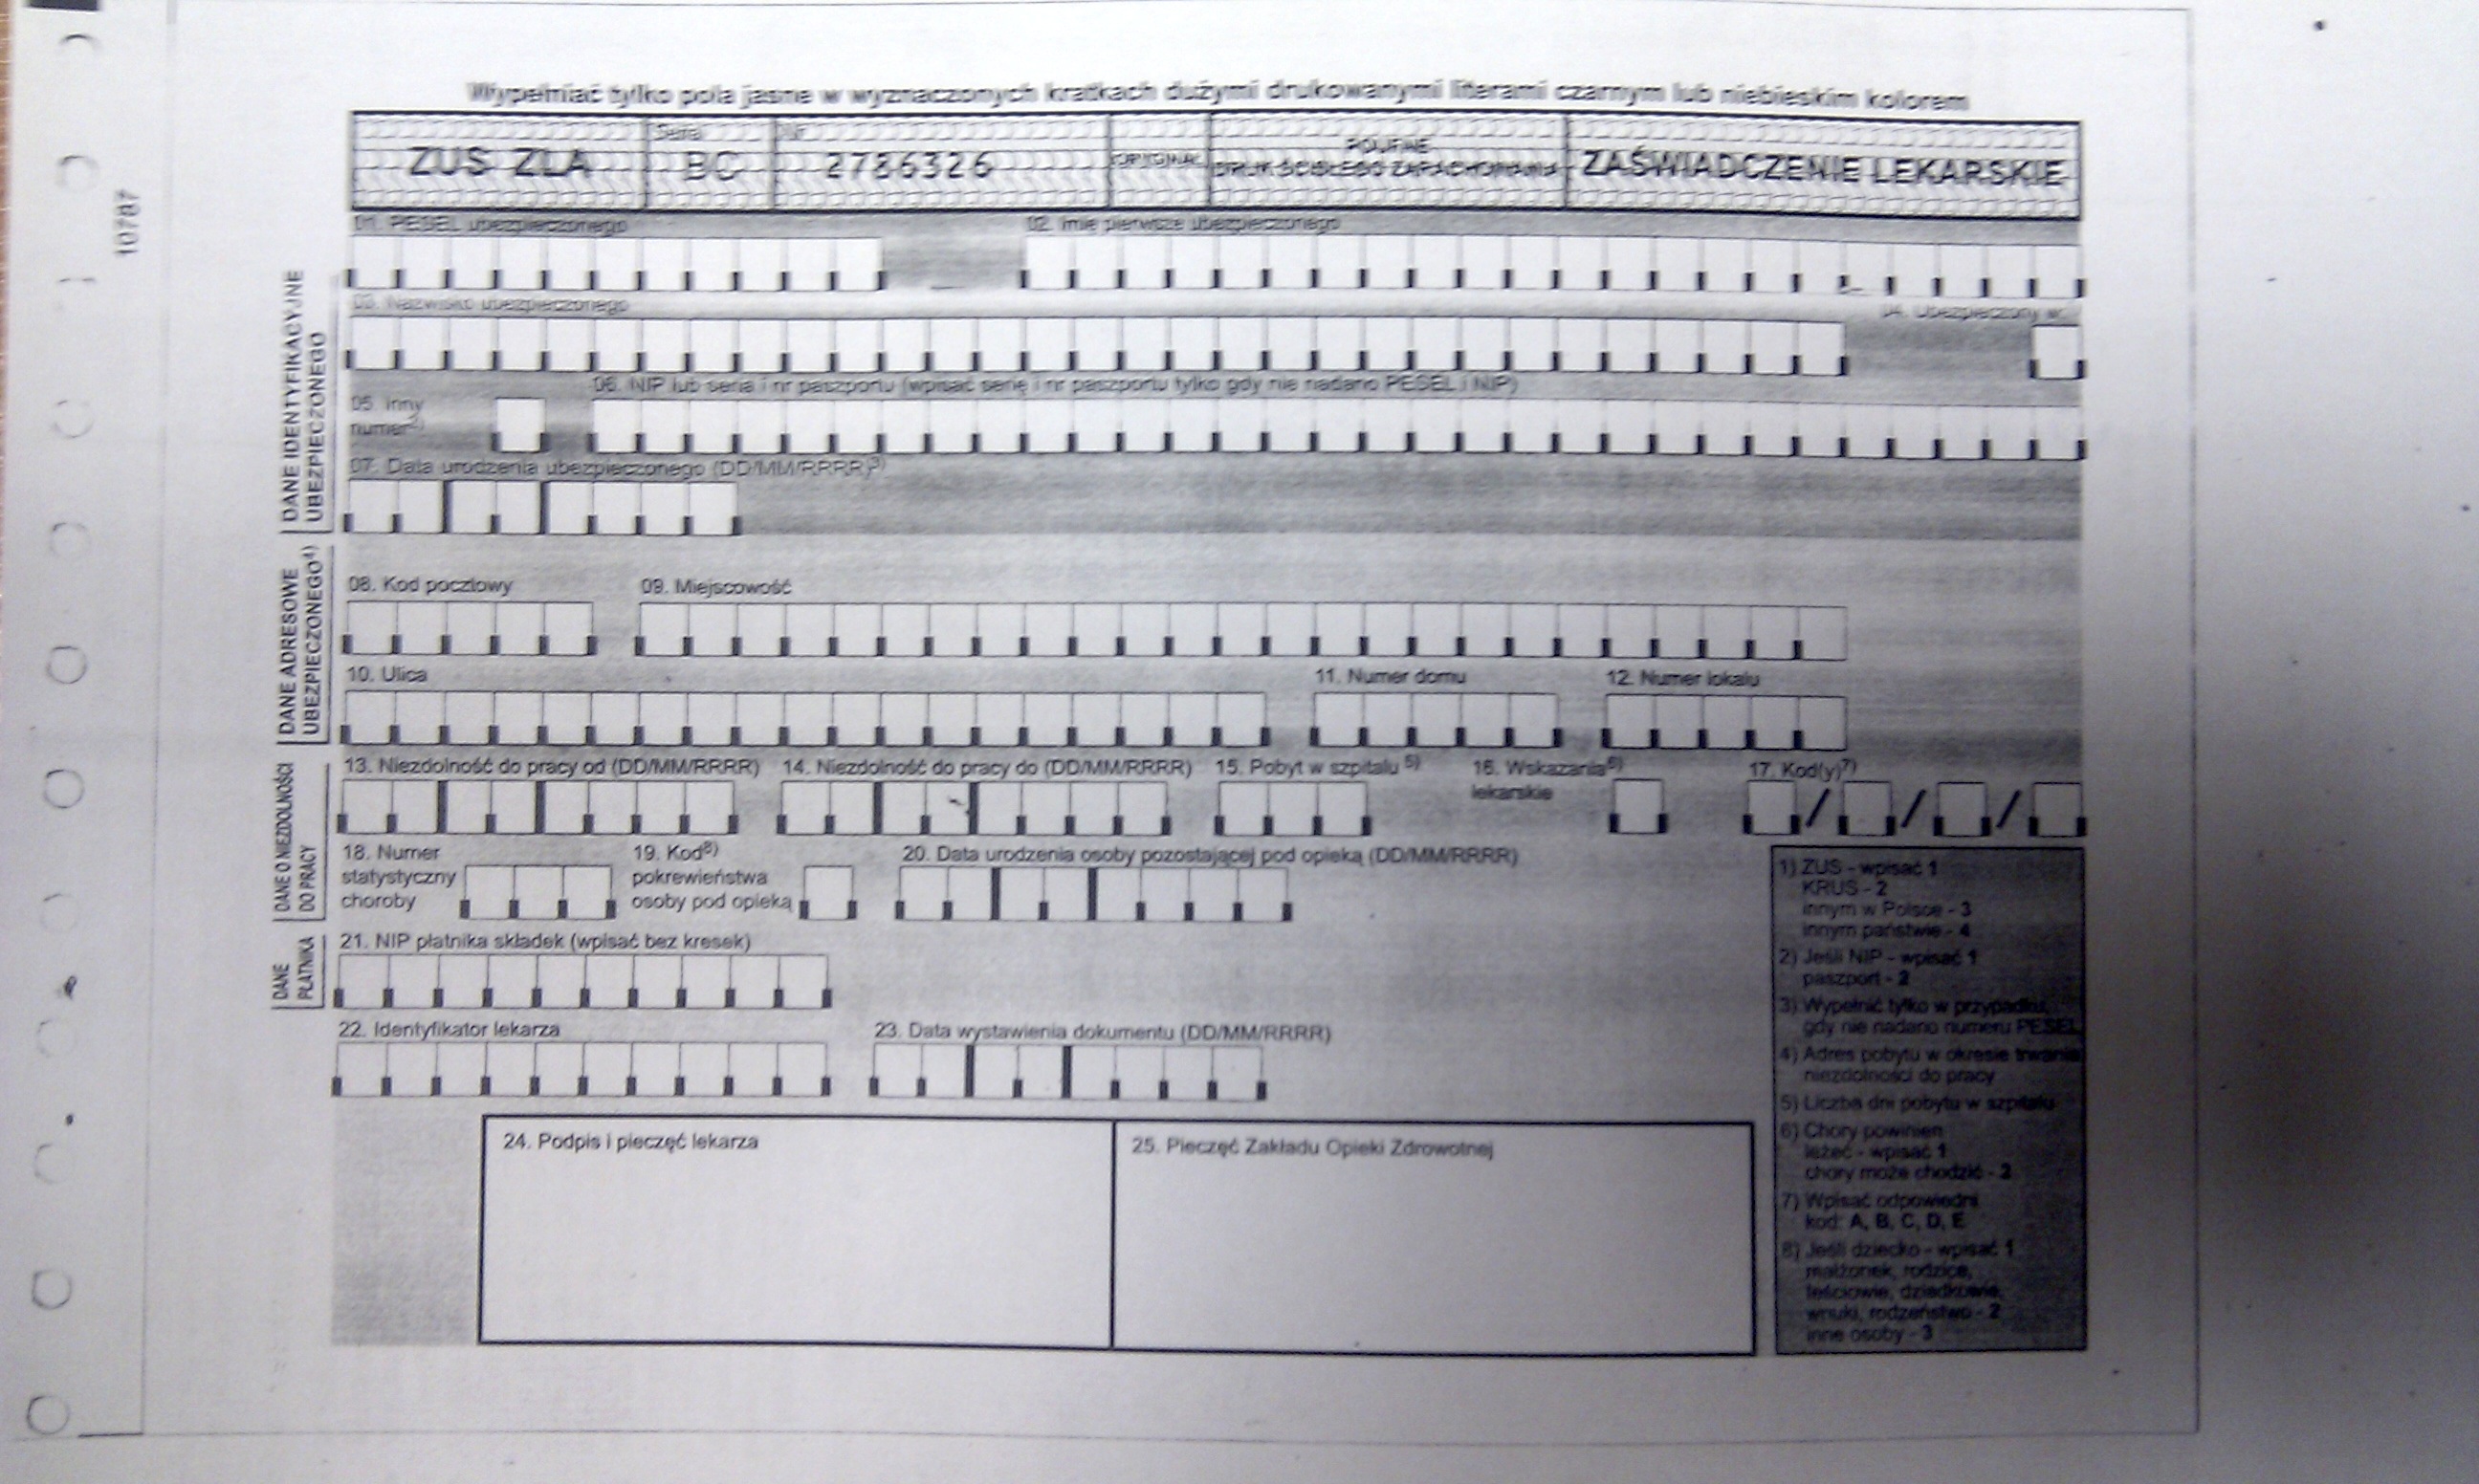 Wypełniać tylko pola jasne w wyznaczonych kratkach dużymi drukowanymi literami czarnym lub niebieskim kolorem
ZUS ZLA
Seria
BC
Nr
2786326
ORYGINAŁ
POUFNE
DRUK ŚCISŁEGO ZARACHOWANIA
ZAŚWIADCZENIE LEKARSKIE
10787
DANE IDENTYFIKACYJNE
UBEZPIECZONEGO
01. PESEL ubezpieczonego
02. Imię pierwsze ubezpieczonego
03. Nazwisko ubezpieczonego
04. Ubezpieczony w:
05. Inny
numer2)
06. NIP lub seria i nr paszportu (wpisać serię i nr paszportu tylko gdy nie nadano PESEL i NIP)
07. Data urodzenia ubezpieczonego (DD/MM/RRRR)3)
DANE ADRESOWE
UBEZPIECZONEGO4)
08. Kod pocztowy
09. Miejscowość
10. Ulica
11. Numer domu
12. Numer lokalu
DANE O NIEZDOLNOŚCI
DO PRACY
13. Niezdolność do pracy od (DD/MM/RRRR)
14. Niezdolność do pracy do (DD/MM/RRRR)
15. Pobyt w szpitalu 5)
16. Wskazania6)
lekarskie
17. Kod(y)7)
/ / /
18. Numer
statystyczny
choroby
19. Kod8)
pokrewieństwa
osoby pod opieką
20. Data urodzenia osoby pozostającej pod opieką (DD/MM/RRRR)
DANE
PŁATNIKA
21. NIP płatnika składek (wpisać bez kresek)
22. Identyfikator lekarza
23. Data wystawienia dokumentu (DD/MM/RRRR)
24. Podpis i pieczęć lekarza
25. Pieczęć Zakładu Opieki Zdrowotnej
1) ZUS - wpisać 1
KRUS - 2
innym w Polsce - 3
innym państwie - 4
2) Jeśli NIP - wpisać 1
paszport - 2
3) Wypełnić tylko w przypadku,
gdy nie nadano numeru PESEL
4) Adres pobytu w okresie trwania
niezdolności do pracy
5) Liczba dni pobytu w szpitalu
6) Chory powinien
leżeć - wpisać 1
chory może chodzić - 2
7) Wpisać odpowiedni
kod: A, B, C, D, E
8) Jeśli dziecko - wpisać 1
małżonek, rodzice,
teściowie, dziadkowie,
wnuki, rodzeństwo - 2
inne osoby - 3